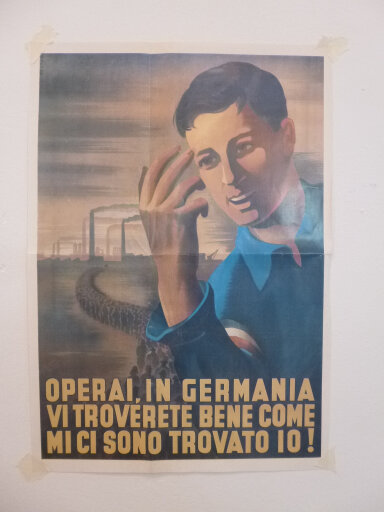 OPERAI, IN GERMANIA
VI TROVERETE BENE COME
MI CI SONO TROVATO IO!